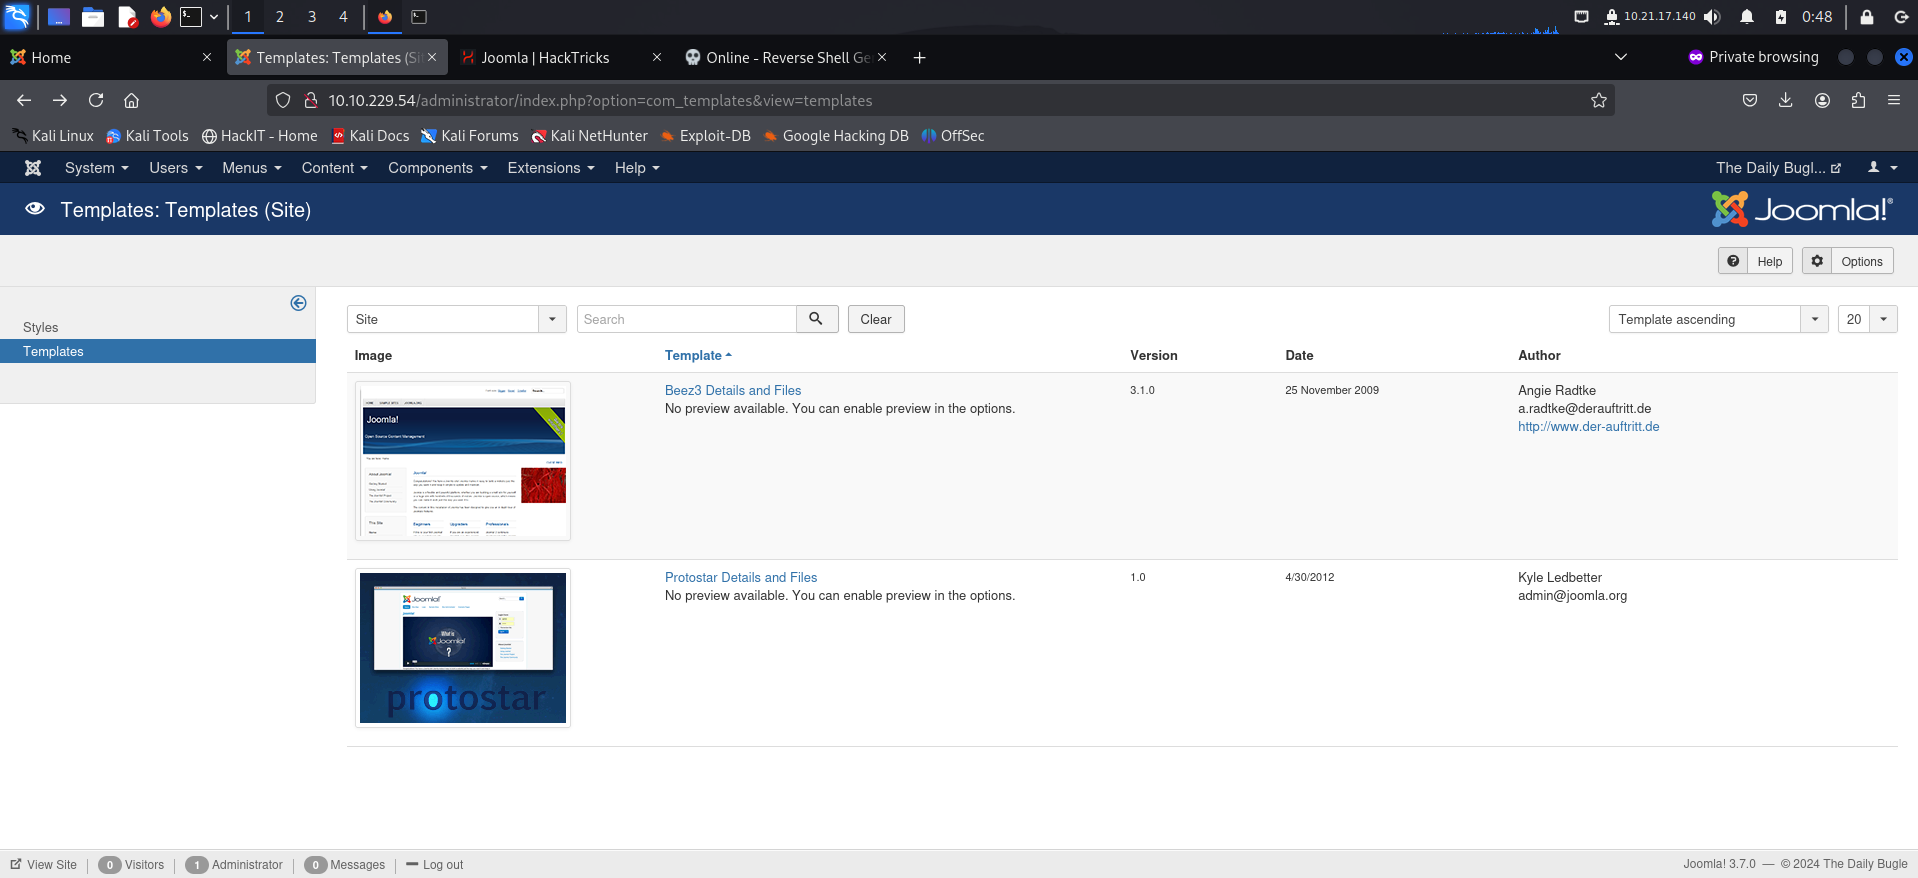 1 2 3 4 10.21.17.140 0:48
Home Templates: Templates (Si Joomla | HackTricks Online - Reverse Shell Ge Private browsing
10.10.229.54/administrator/index.php?option=com_templates&view=templates
Kali Linux Kali Tools HackIT - Home Kali Docs Kali Forums Kali NetHunter Exploit-DB Google Hacking DB OffSec
System Users Menus Content Components Extensions Help The Daily Bugl...
Templates: Templates (Site) Joomla!®
Help Options
Styles
Templates
Site Search Clear Template ascending 20
Image Template Version Date Author
Beez3 Details and Files 3.1.0 25 November 2009 Angie Radtke
No preview available. You can enable preview in the options. a.radtke@derauftritt.de
http://www.der-auftritt.de
Joomla!
Protostar Details and Files 1.0 4/30/2012 Kyle Ledbetter
No preview available. You can enable preview in the options. admin@joomla.org
Joomla!
What is
Joomla!
?
protostar
View Site 0 Visitors 1 Administrator 0 Messages Log out Joomla! 3.7.0 — © 2024 The Daily Bugle